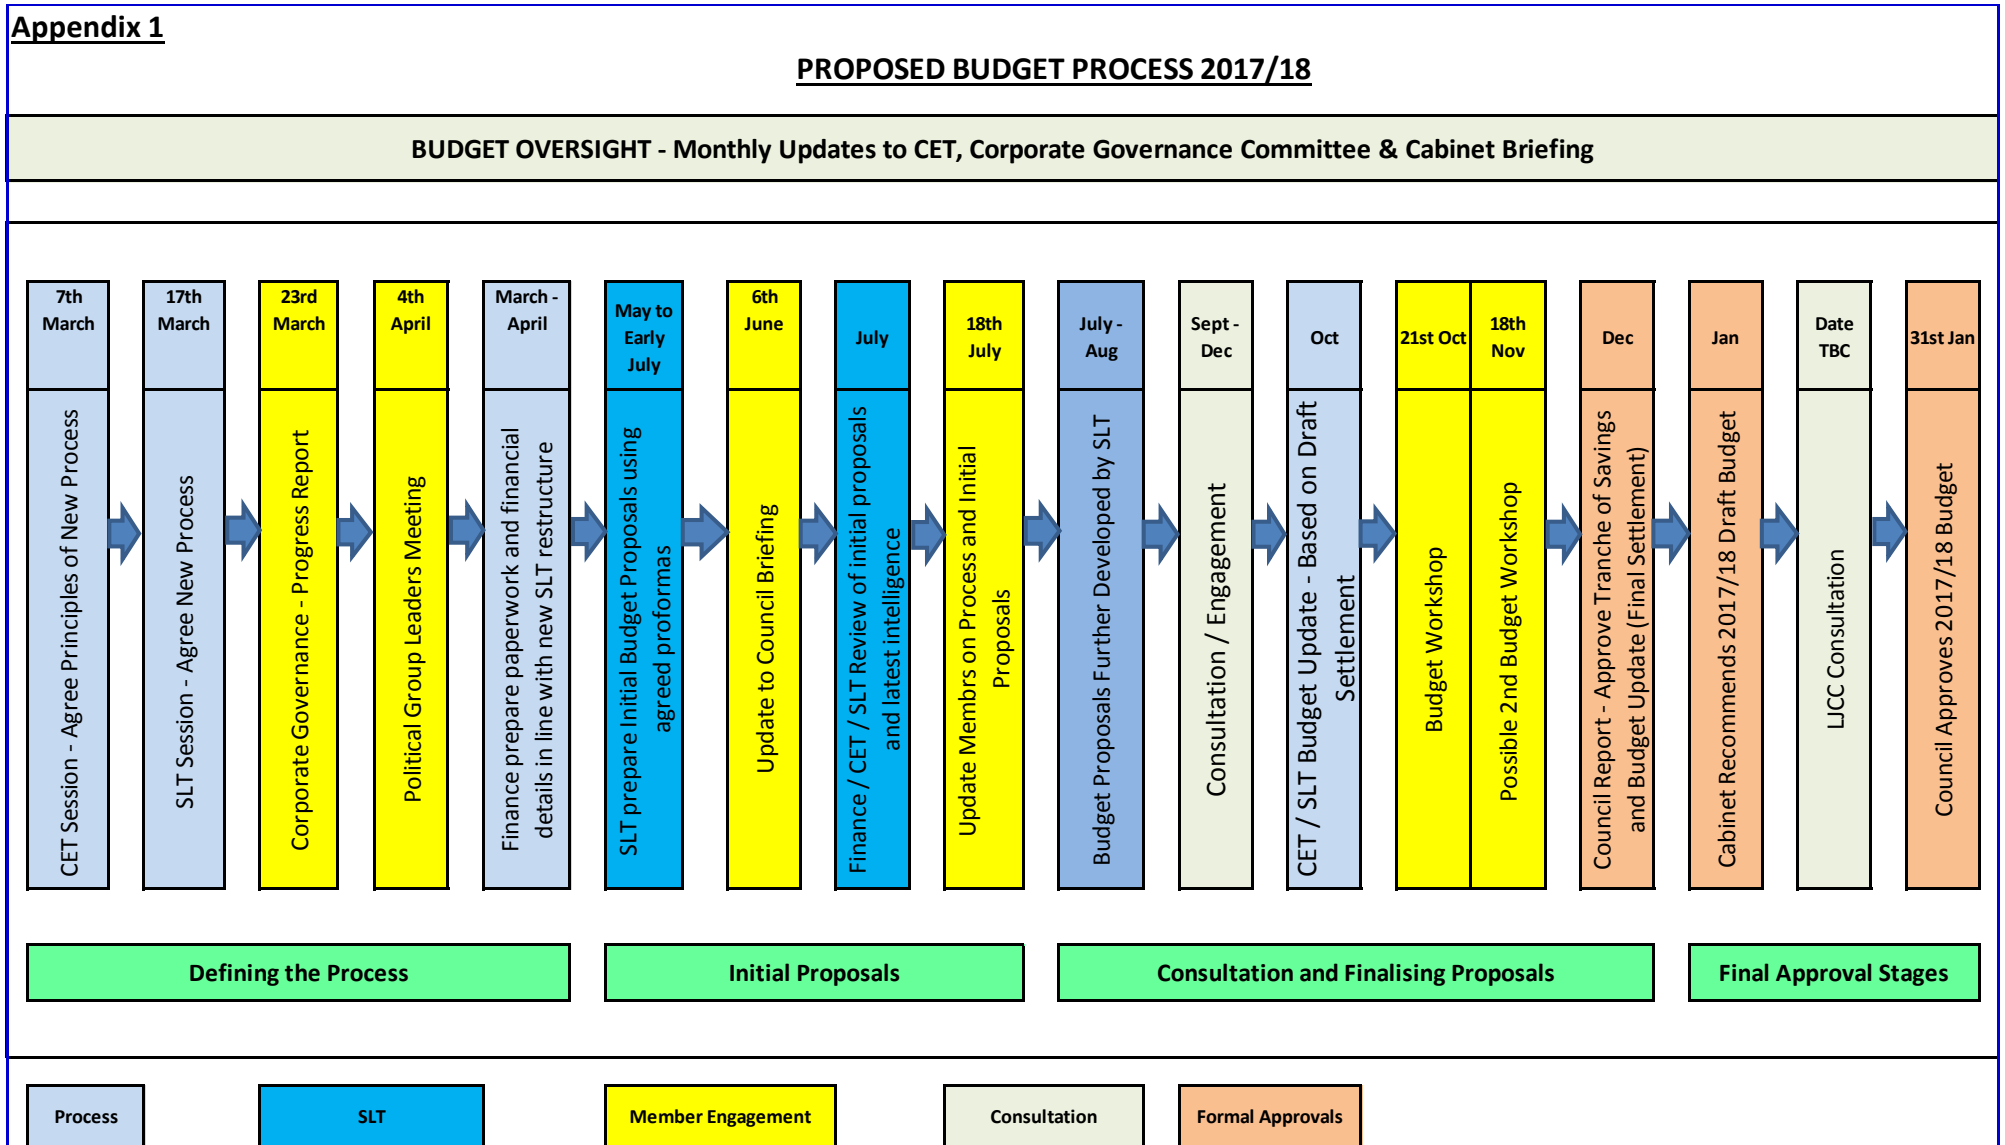 Appendix 1
PROPOSED BUDGET PROCESS 2017/18
BUDGET OVERSIGHT - Monthly Updates to CET, Corporate Governance Committee & Cabinet Briefing
7th
March
CET Session - Agree Principles of New Process
17th
March
SLT Session - Agree New Process
23rd
March
Corporate Governance - Progress Report
4th
April
Political Group Leaders Meeting
March -
April
Finance prepare paperwork and financial
details in line with new SLT restructure
May to
Early
July
SLT prepare Initial Budget Proposals using
agreed proformas
6th
June
Update to Council Briefing
July
Finance / CET / SLT Review of initial proposals
and latest intelligence
18th
July
Update Membrs on Process and Initial
Proposals
July -
Aug
Budget Proposals Further Developed by SLT
Sept -
Dec
Consultation / Engagement
Oct
CET / SLT Budget Update - Based on Draft
Settlement
21st Oct
Budget Workshop
18th
Nov
Possible 2nd Budget Workshop
Dec
Council Report - Approve Tranche of Savings
and Budget Update (Final Settlement)
Jan
Cabinet Recommends 2017/18 Draft Budget
Date
TBC
LJCC Consultation
31st Jan
Council Approves 2017/18 Budget
Defining the Process
Initial Proposals
Consultation and Finalising Proposals
Final Approval Stages
Process
SLT
Member Engagement
Consultation
Formal Approvals